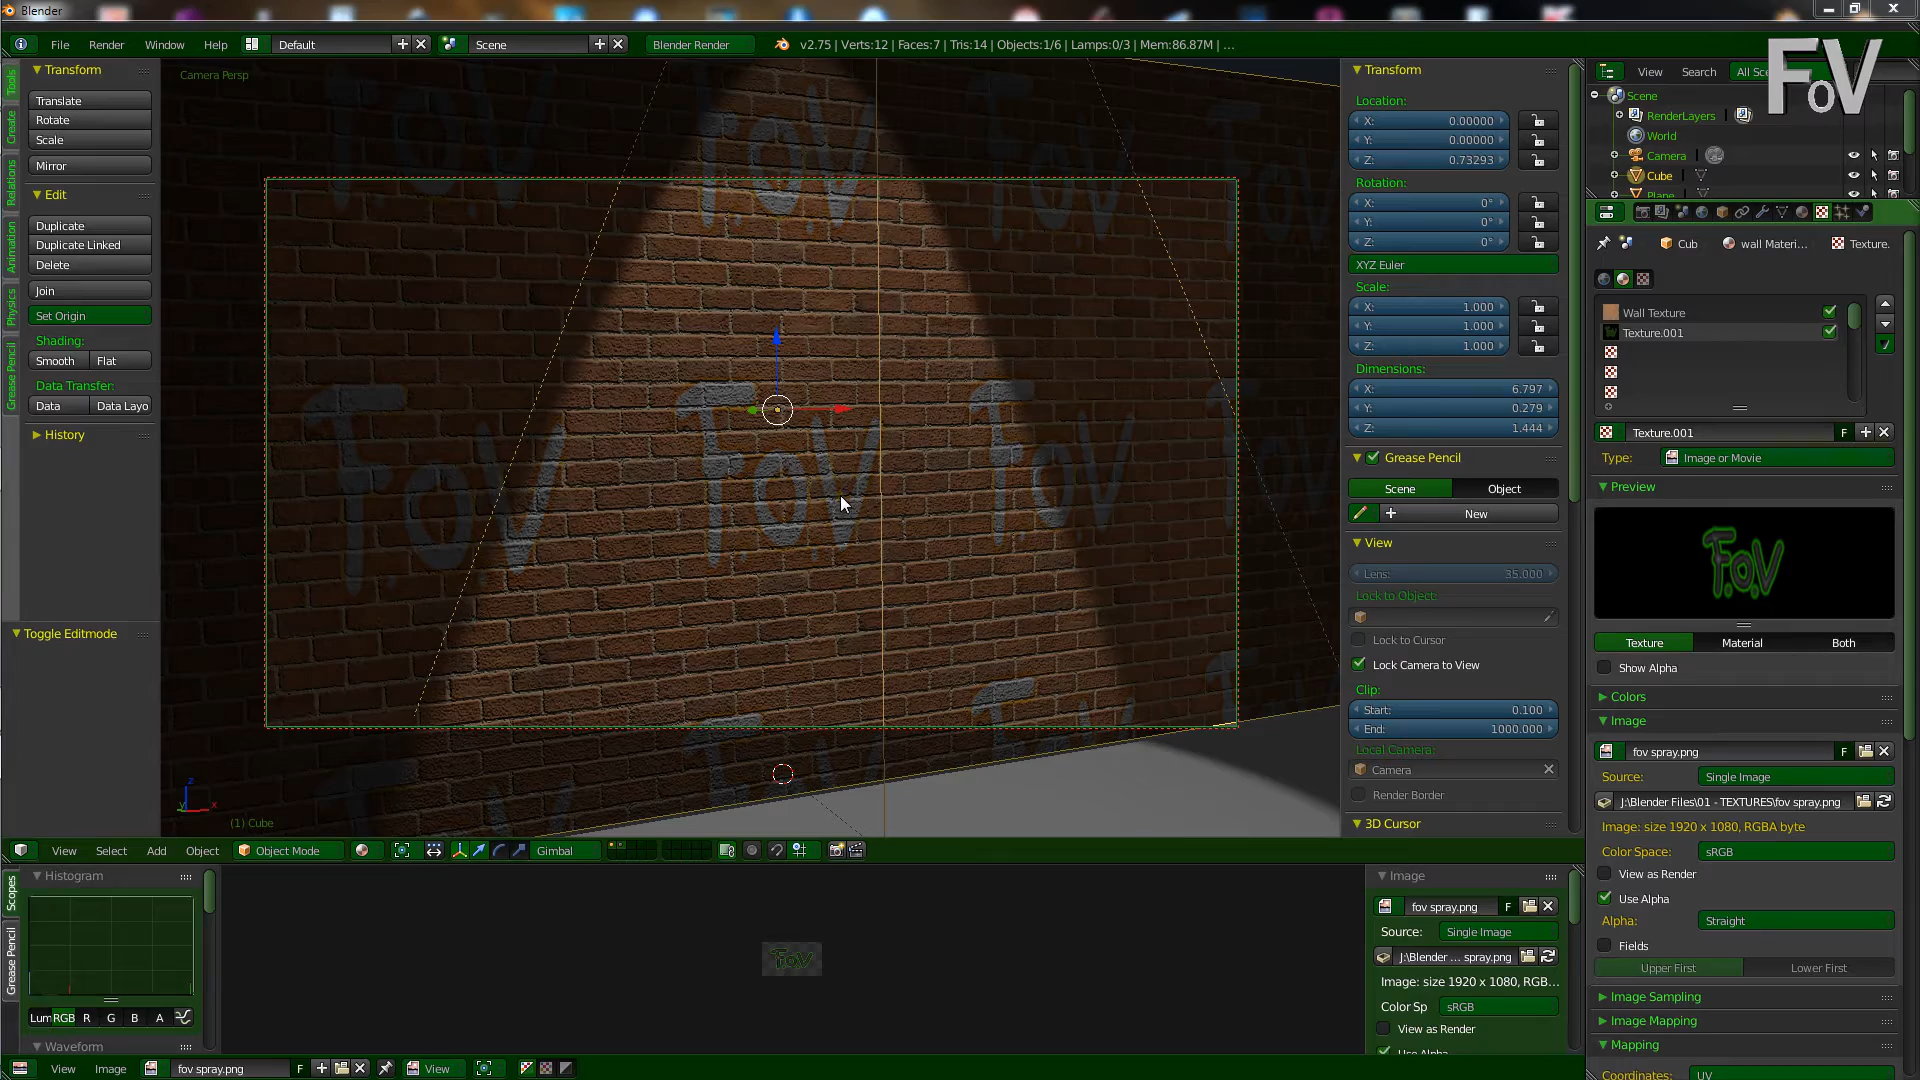 Blender
File Render Window Help Default Scene Blender Render v2.75 | Verts:12 | Faces:7 | Tris:14 | Objects:1/6 | Lamps:0/3 | Mem:86.87M | ...
FoV
Tools
Create
Relations
Animation
Physics
Grease Pencil
Transform
Translate
Rotate
Scale
Mirror
Edit
Duplicate
Duplicate Linked
Delete
Join
Set Origin
Shading:
Smooth Flat
Data Transfer:
Data Data Layo
History
Toggle Editmode
Camera Persp
F.o.V
F.o.V
F.o.V
F.o.V
z
y x
(1) Cube
Transform
Location:
X: 0.00000
Y: 0.00000
Z: 0.73293
Rotation:
X: 0°
Y: 0°
Z: 0°
XYZ Euler
Scale:
X: 1.000
Y: 1.000
Z: 1.000
Dimensions:
X: 6.797
Y: 0.279
Z: 1.444
Grease Pencil
Scene Object
New
View
Lens: 35.000
Lock to Object:
Lock to Cursor
Lock Camera to View
Clip:
Start: 0.100
End: 1000.000
Local Camera:
Camera
Render Border
3D Cursor
View Search All Sce
Scene
RenderLayers
World
Camera
Cube
Plane
Cub wall Materi... Texture.
Wall Texture
Texture.001
Texture.001 F
Type: Image or Movie
Preview
F.o.V
Texture Material Both
Show Alpha
Colors
Image
fov spray.png F
Source: Single Image
J:\Blender Files\01 - TEXTURES\fov spray.png
Image: size 1920 x 1080, RGBA byte
Color Space: sRGB
View as Render
Use Alpha
Alpha: Straight
Fields
Upper First Lower First
Image Sampling
Image Mapping
Mapping
Coordinates: UV
View Select Add Object Object Mode Gimbal
Scopes
Grease Pencil
Histogram
Lum RGB R G B A
Waveform
F.o.V
Image
fov spray.png F
Source: Single Image
J:\Blender ... spray.png
Image: size 1920 x 1080, RGB...
Color Sp sRGB
View as Render
Use Alpha
View Image fov spray.png F View